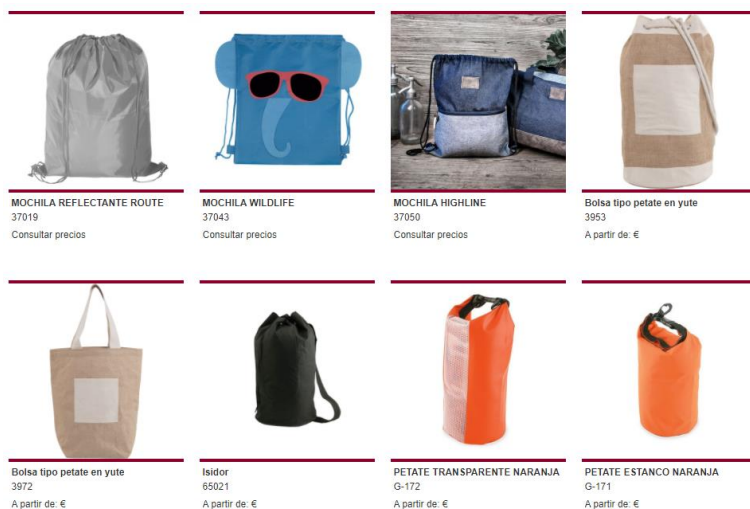 MOCHILA REFLECTANTE ROUTE
37019
Consultar precios
MOCHILA WILDLIFE
37043
Consultar precios
MOCHILA HIGHLINE
37050
Consultar precios
Bolsa tipo petate en yute
3953
A partir de: €
Bolsa tipo petate en yute
3972
A partir de: €
Isidor
65021
A partir de: €
PETATE TRANSPARENTE NARANJA
G-172
A partir de: €
PETATE ESTANCO NARANJA
G-171
A partir de: €